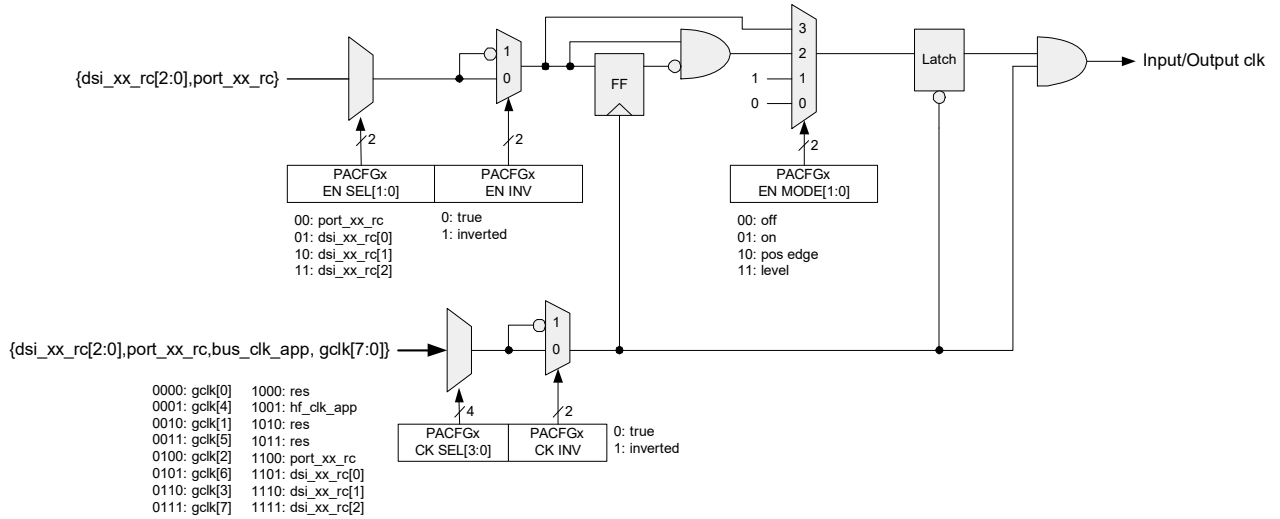 3
1
2
{dsi_xx_rc[2:0],port_xx_rc}
0
FF
1
1
Latch
Input/Output clk
0
0
2
2
2
PACFGx
EN SEL[1:0]
PACFGx
EN INV
PACFGx
EN MODE[1:0]
00: port_xx_rc
01: dsi_xx_rc[0]
10: dsi_xx_rc[1]
11: dsi_xx_rc[2]
0: true
1: inverted
00: off
01: on
10: pos edge
11: level
1
{dsi_xx_rc[2:0],port_xx_rc,bus_clk_app, gclk[7:0]}
0
0000: gclk[0]
0001: gclk[4]
0010: gclk[1]
0011: gclk[5]
0100: gclk[2]
0101: gclk[6]
0110: gclk[3]
0111: gclk[7]
1000: res
1001: hf_clk_app
1010: res
1011: res
1100: port_xx_rc
1101: dsi_xx_rc[0]
1110: dsi_xx_rc[1]
1111: dsi_xx_rc[2]
4
2
PACFGx
CK SEL[3:0]
PACFGx
CK INV
0: true
1: inverted